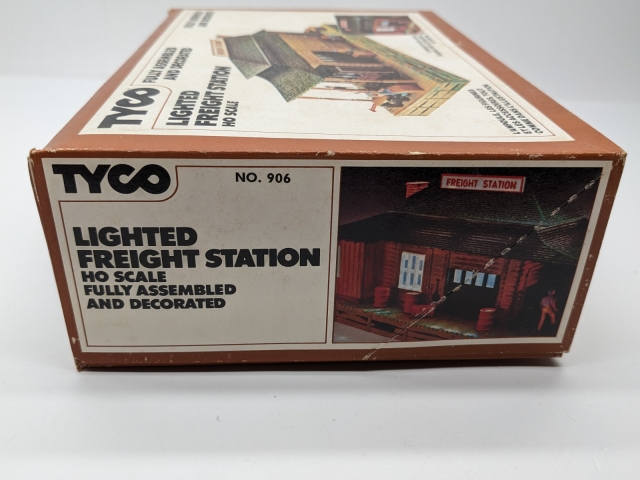 TYCO
FULLY ASSEMBLED
AND DECORATED
LIGHTED
FREIGHT STATION
HO SCALE
TYCO
NO. 906
LIGHTED
FREIGHT STATION
HO SCALE
FULLY ASSEMBLED
AND DECORATED
FREIGHT STATION